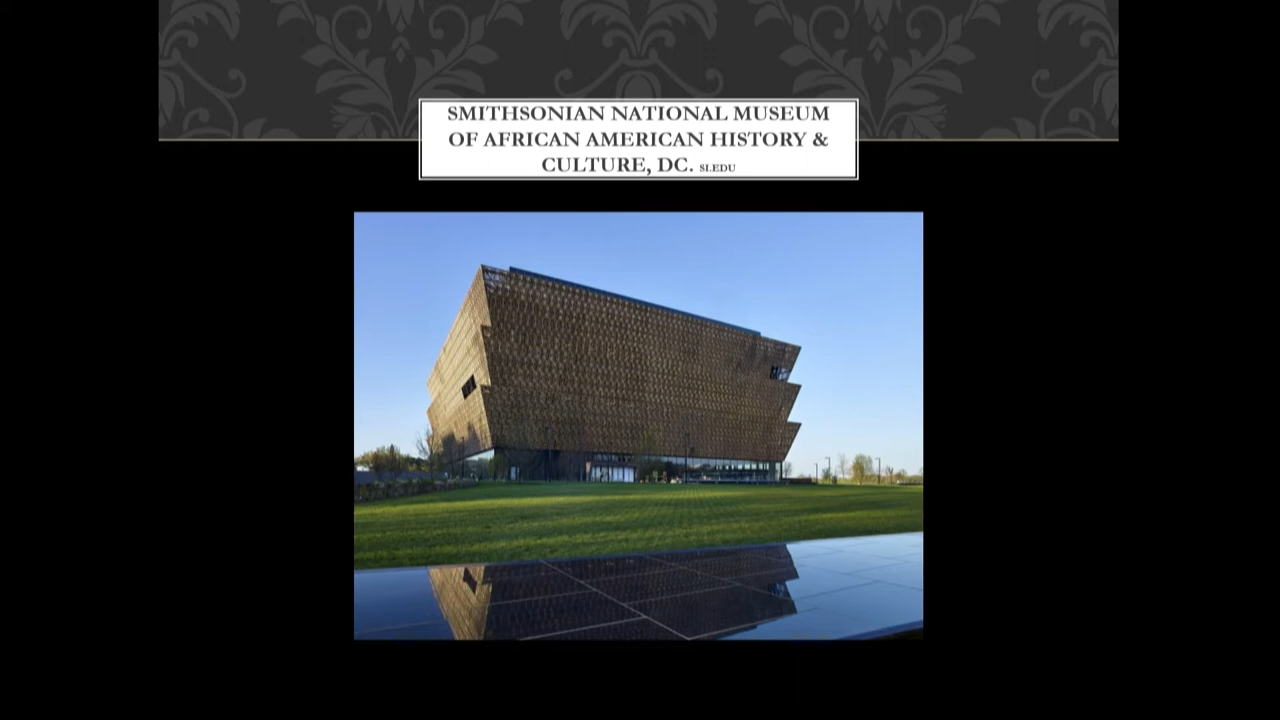 SMITHSONIAN NATIONAL MUSEUM
OF AFRICAN AMERICAN HISTORY &
CULTURE, DC. SI.EDU